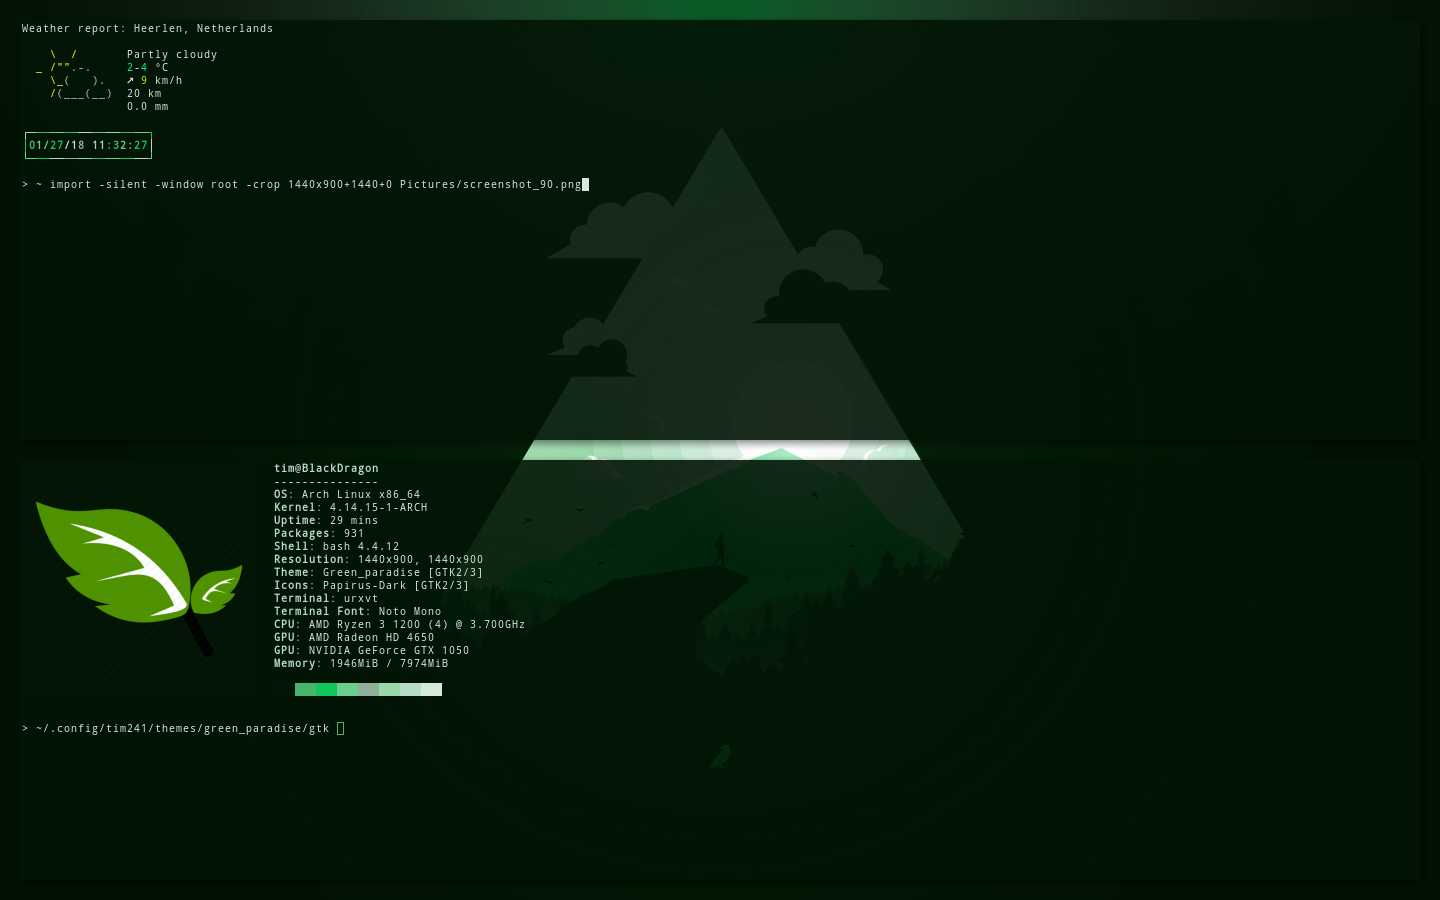 Weather report: Heerlen, Netherlands
\  /       Partly cloudy
_ /"".-.     2-4 °C
\_(   ).   ↗ 9 km/h
/(___(__)  20 km
0.0 mm
01/27/18 11:32:27
> ~ import -silent -window root -crop 1440x900+1440+0 Pictures/screenshot_90.png
tim@BlackDragon
---------------
OS: Arch Linux x86_64
Kernel: 4.14.15-1-ARCH
Uptime: 29 mins
Packages: 931
Shell: bash 4.4.12
Resolution: 1440x900, 1440x900
Theme: Green_paradise [GTK2/3]
Icons: Papirus-Dark [GTK2/3]
Terminal: urxvt
Terminal Font: Noto Mono
CPU: AMD Ryzen 3 1200 (4) @ 3.700GHz
GPU: AMD Radeon HD 4650
GPU: NVIDIA GeForce GTX 1050
Memory: 1946MiB / 7974MiB
> ~/.config/tim241/themes/green_paradise/gtk